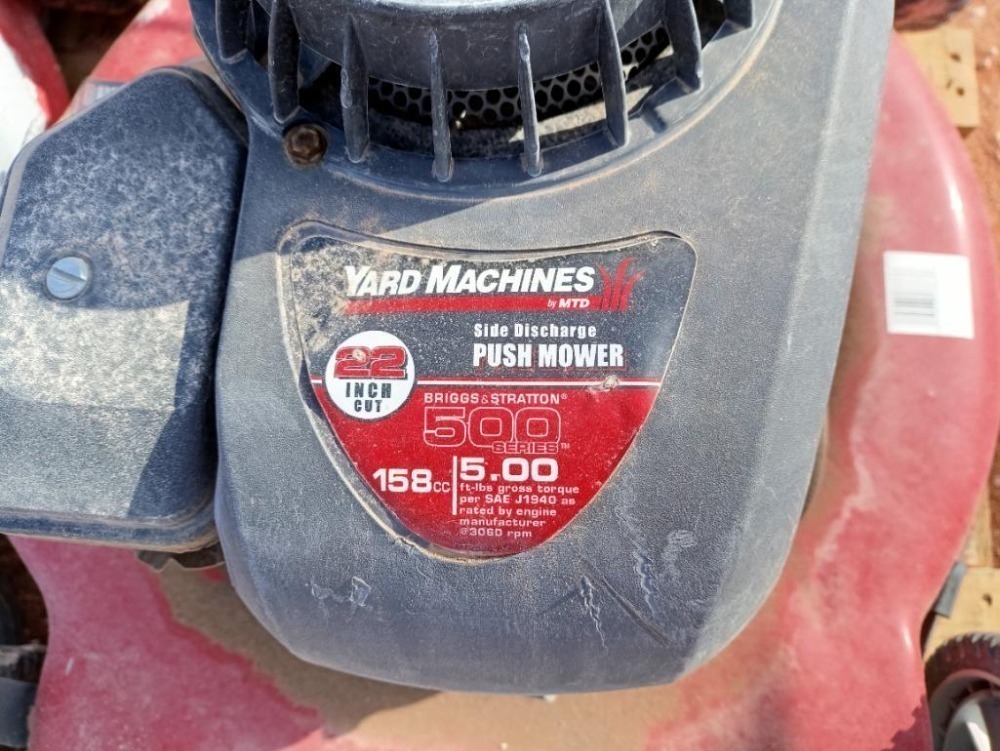 YARD MACHINES
by MTD
Side Discharge
PUSH MOWER
22
INCH
CUT
BRIGGS & STRATTON®
500
SERIES™
158cc
5.00
ft-lbs gross torque
per SAE J1940 as
rated by engine
manufacturer
@3060 rpm